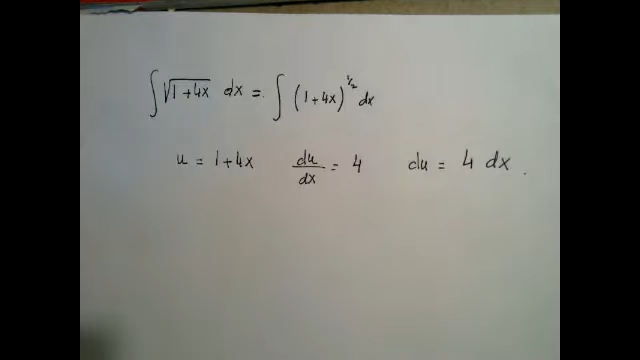 ∫ √(1+4x) dx = ∫ (1+4x)^(1/2) dx
u = 1+4x du/dx = 4 du = 4 dx.